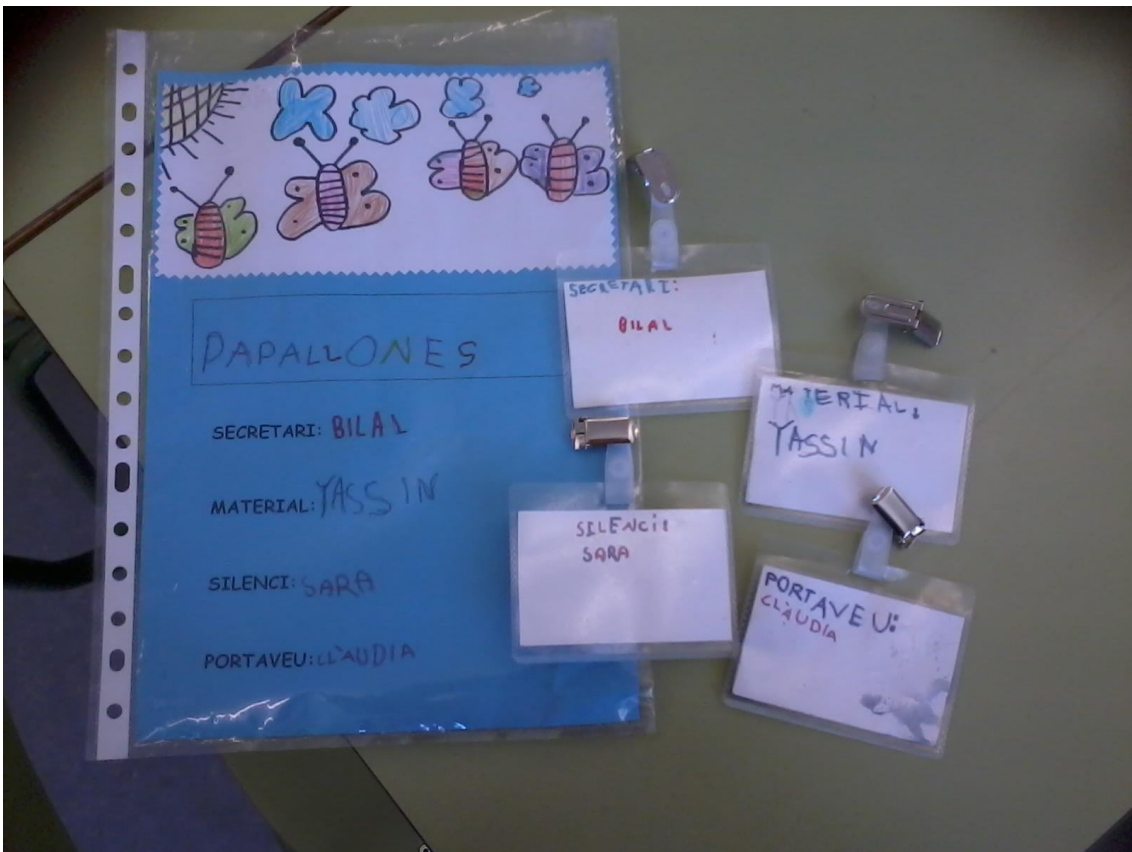 PAPALLONES
SECRETARI: BILAL
MATERIAL: YASSIN
SILENCI: SARA
PORTAVEU: CLÀUDIA
SECRETARI:
BILAL
MATERIAL:
YASSIN
SILENCI:
SARA
PORTAVEU:
CLÀUDIA